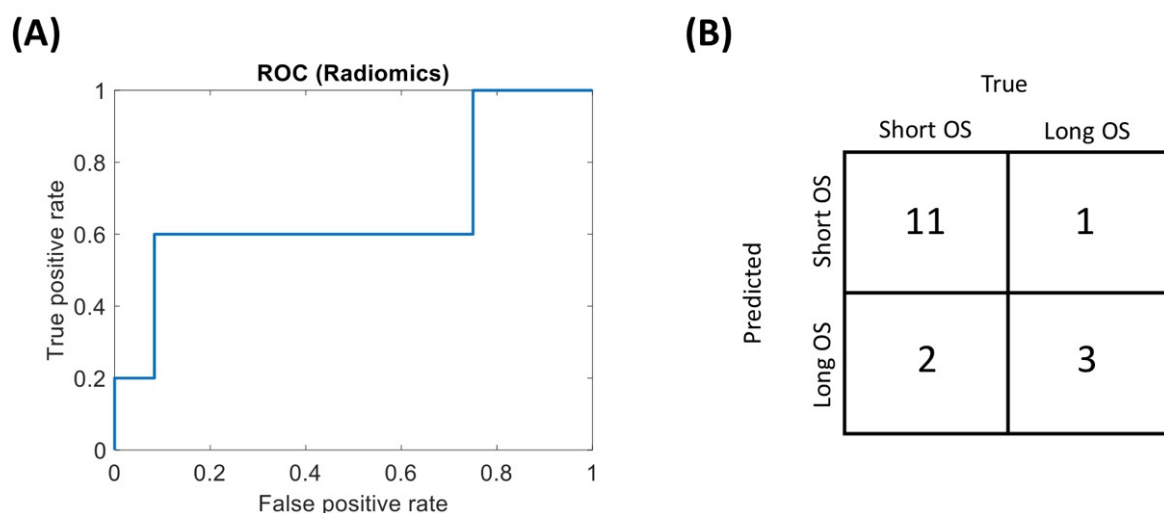 (A)
ROC (Radiomics)
1
0.8
0.6
0.4
0.2
0
True positive rate
0 0.2 0.4 0.6 0.8 1
False positive rate
(B)
True
Short OS Long OS
Predicted
Short OS
11 1
Long OS
2 3